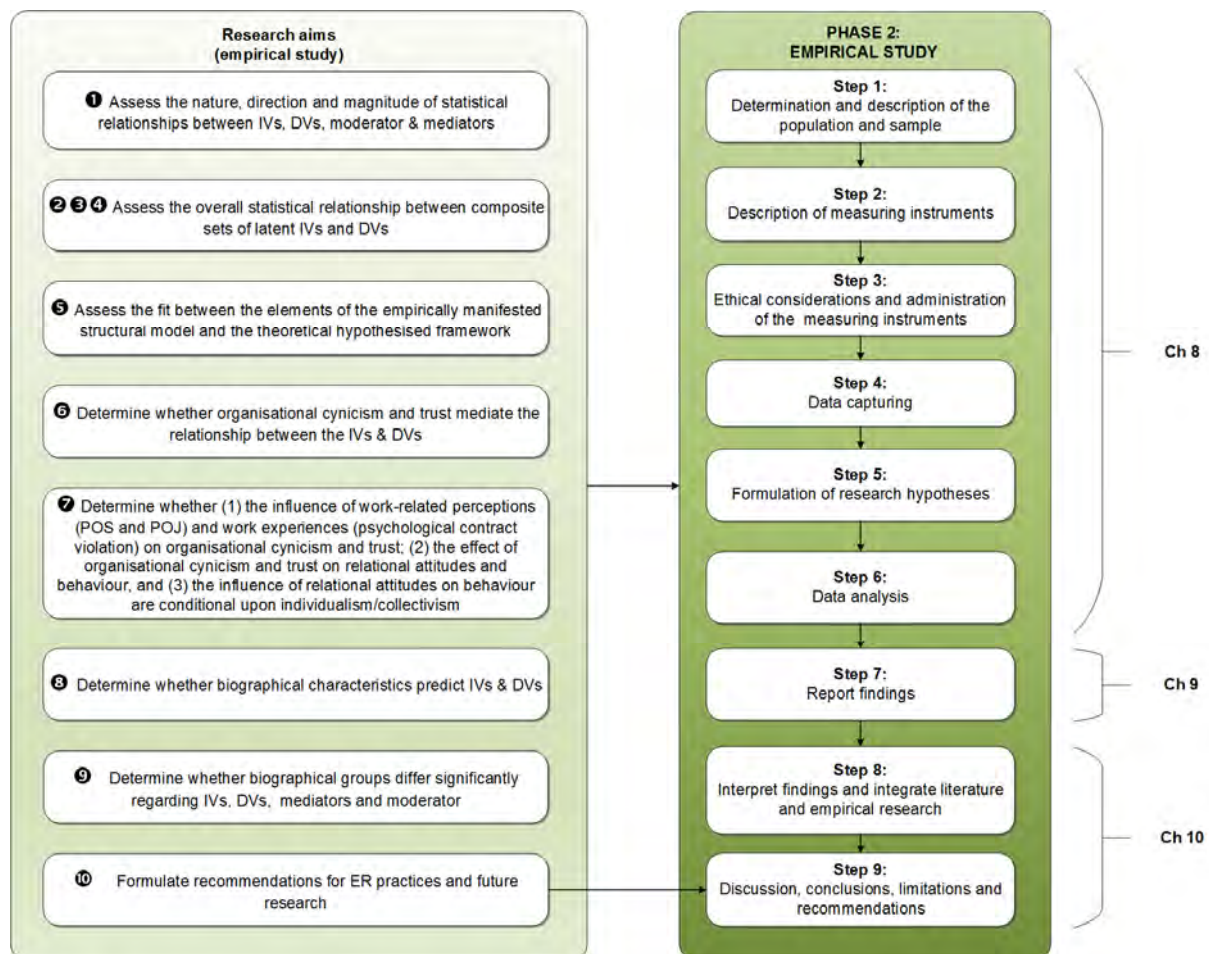 Research aims
(empirical study)
❶ Assess the nature, direction and magnitude of statistical
relationships between IVs, DVs, moderator & mediators
❷❸❹ Assess the overall statistical relationship between composite
sets of latent IVs and DVs
❺ Assess the fit between the elements of the empirically manifested
structural model and the theoretical hypothesised framework
❻ Determine whether organisational cynicism and trust mediate the
relationship between the IVs & DVs
❼ Determine whether (1) the influence of work-related perceptions
(POS and POJ) and work experiences (psychological contract
violation) on organisational cynicism and trust; (2) the effect of
organisational cynicism and trust on relational attitudes and
behaviour, and (3) the influence of relational attitudes on behaviour
are conditional upon individualism/collectivism
❽ Determine whether biographical characteristics predict IVs & DVs
❾ Determine whether biographical groups differ significantly
regarding IVs, DVs, mediators and moderator
❿ Formulate recommendations for ER practices and future
research
PHASE 2:
EMPIRICAL STUDY
Step 1:
Determination and description of the
population and sample
Step 2:
Description of measuring instruments
Step 3:
Ethical considerations and administration
of the measuring instruments
Step 4:
Data capturing
Step 5:
Formulation of research hypotheses
Step 6:
Data analysis
Step 7:
Report findings
Step 8:
Interpret findings and integrate literature
and empirical research
Step 9:
Discussion, conclusions, limitations and
recommendations
Ch 8
Ch 9
Ch 10